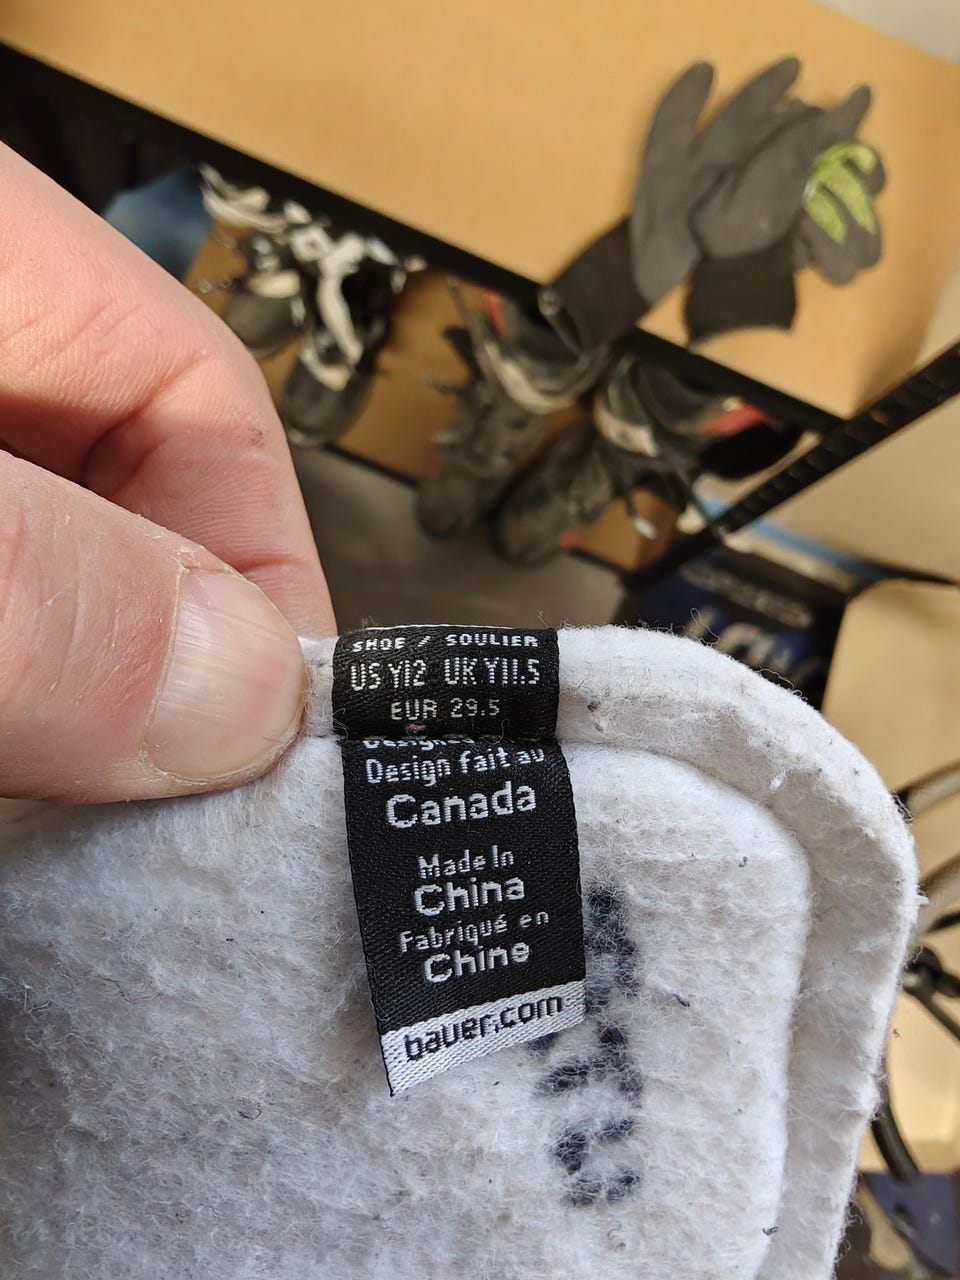 SHOE / SOULIER
US Y12 UK Y11.5
EUR 29.5
Design fait au
Canada
Made In
China
Fabriqué en
Chine
bauer.com